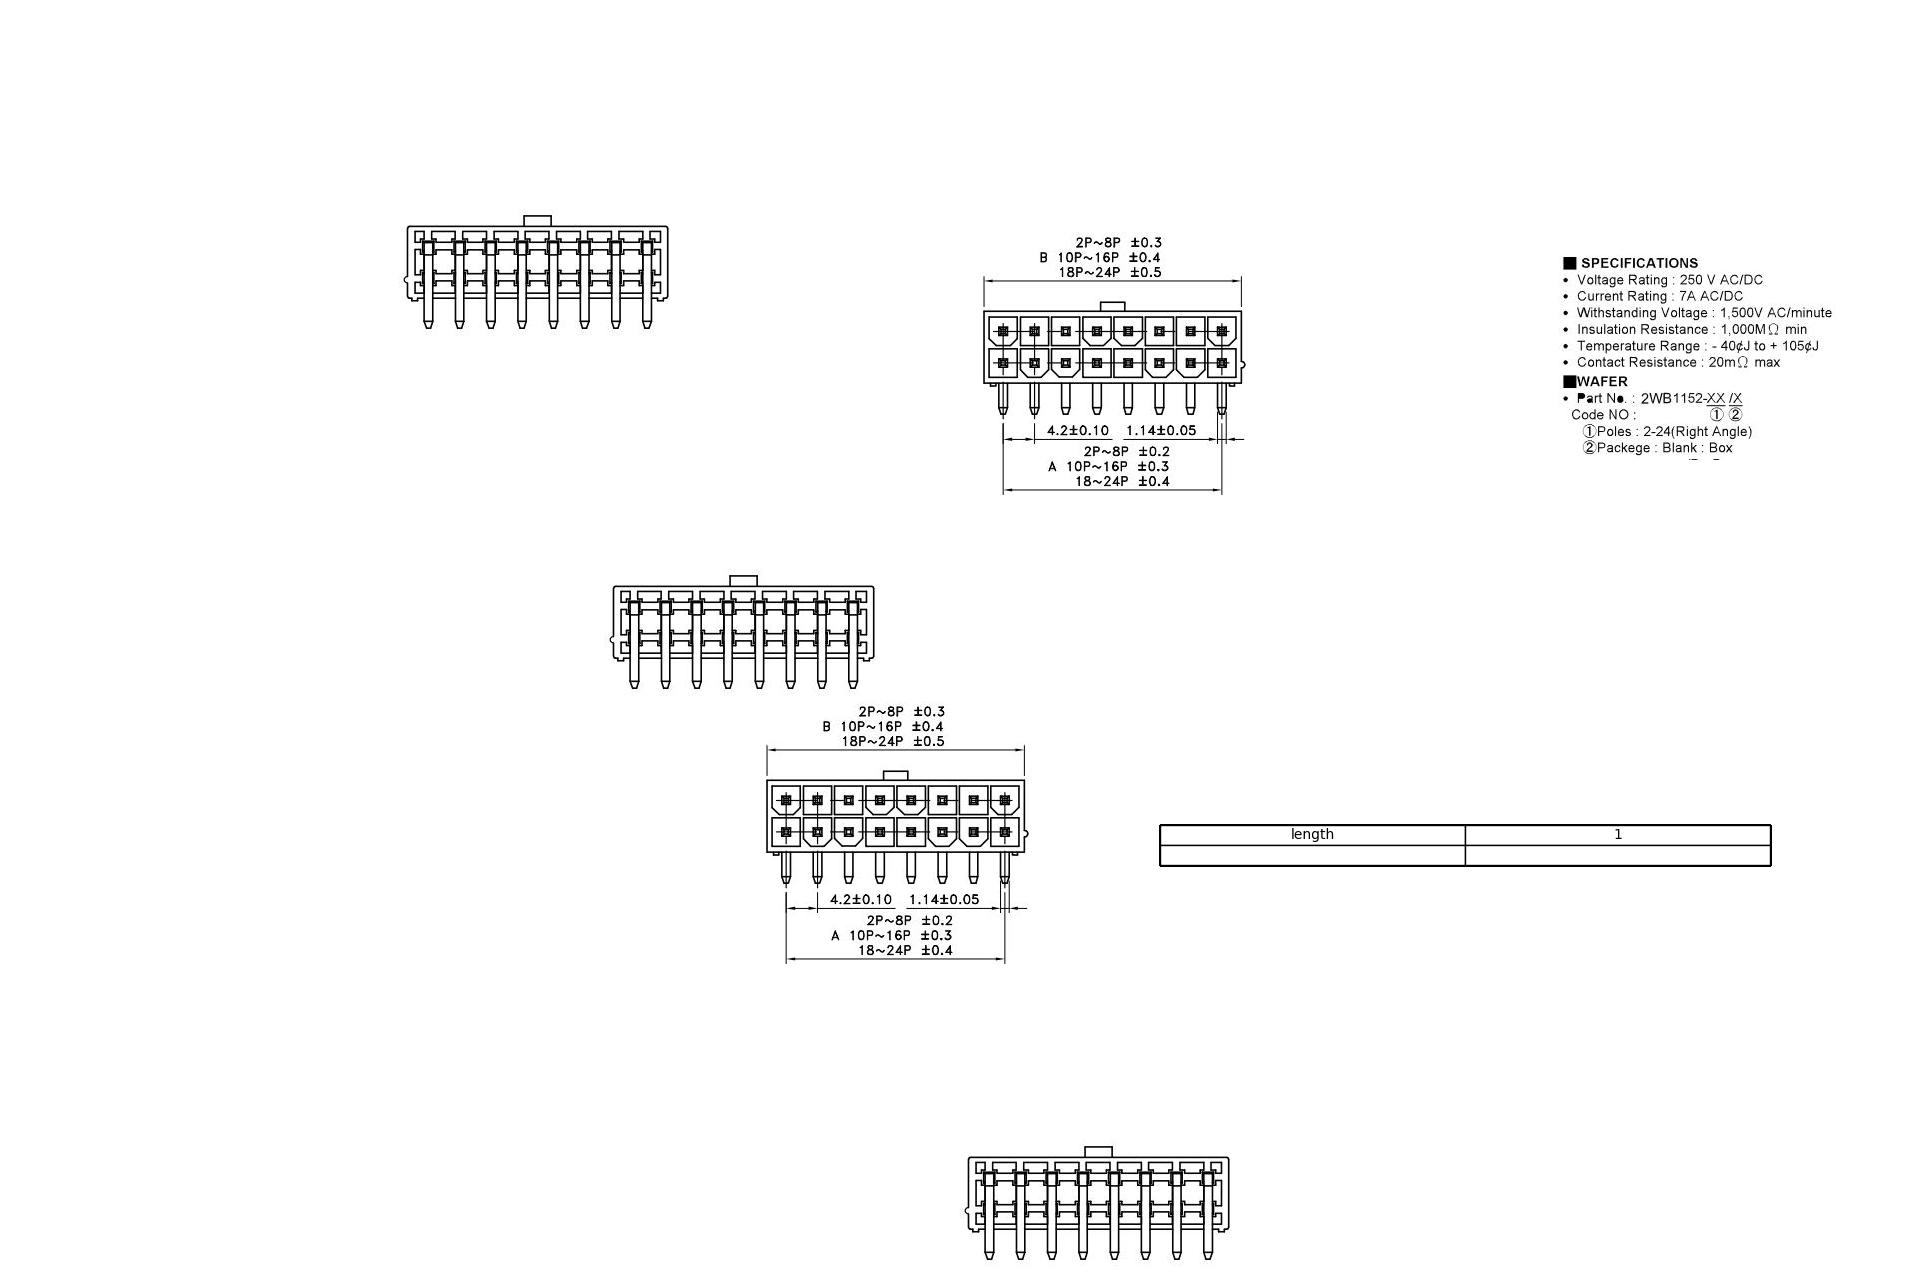 2P~8P ±0.3
B 10P~16P ±0.4
18P~24P ±0.5
4.2±0.10 1.14±0.05
2P~8P ±0.2
A 10P~16P ±0.3
18~24P ±0.4
■ SPECIFICATIONS
• Voltage Rating : 250 V AC/DC
• Current Rating : 7A AC/DC
• Withstanding Voltage : 1,500V AC/minute
• Insulation Resistance : 1,000MΩ min
• Temperature Range : - 40¢J to + 105¢J
• Contact Resistance : 20mΩ max
■WAFER
• Part No. : 2WB1152-XX /X
Code NO : ① ②
①Poles : 2-24(Right Angle)
②Packege : Blank : Box
2P~8P ±0.3
B 10P~16P ±0.4
18P~24P ±0.5
4.2±0.10 1.14±0.05
2P~8P ±0.2
A 10P~16P ±0.3
18~24P ±0.4
length 1